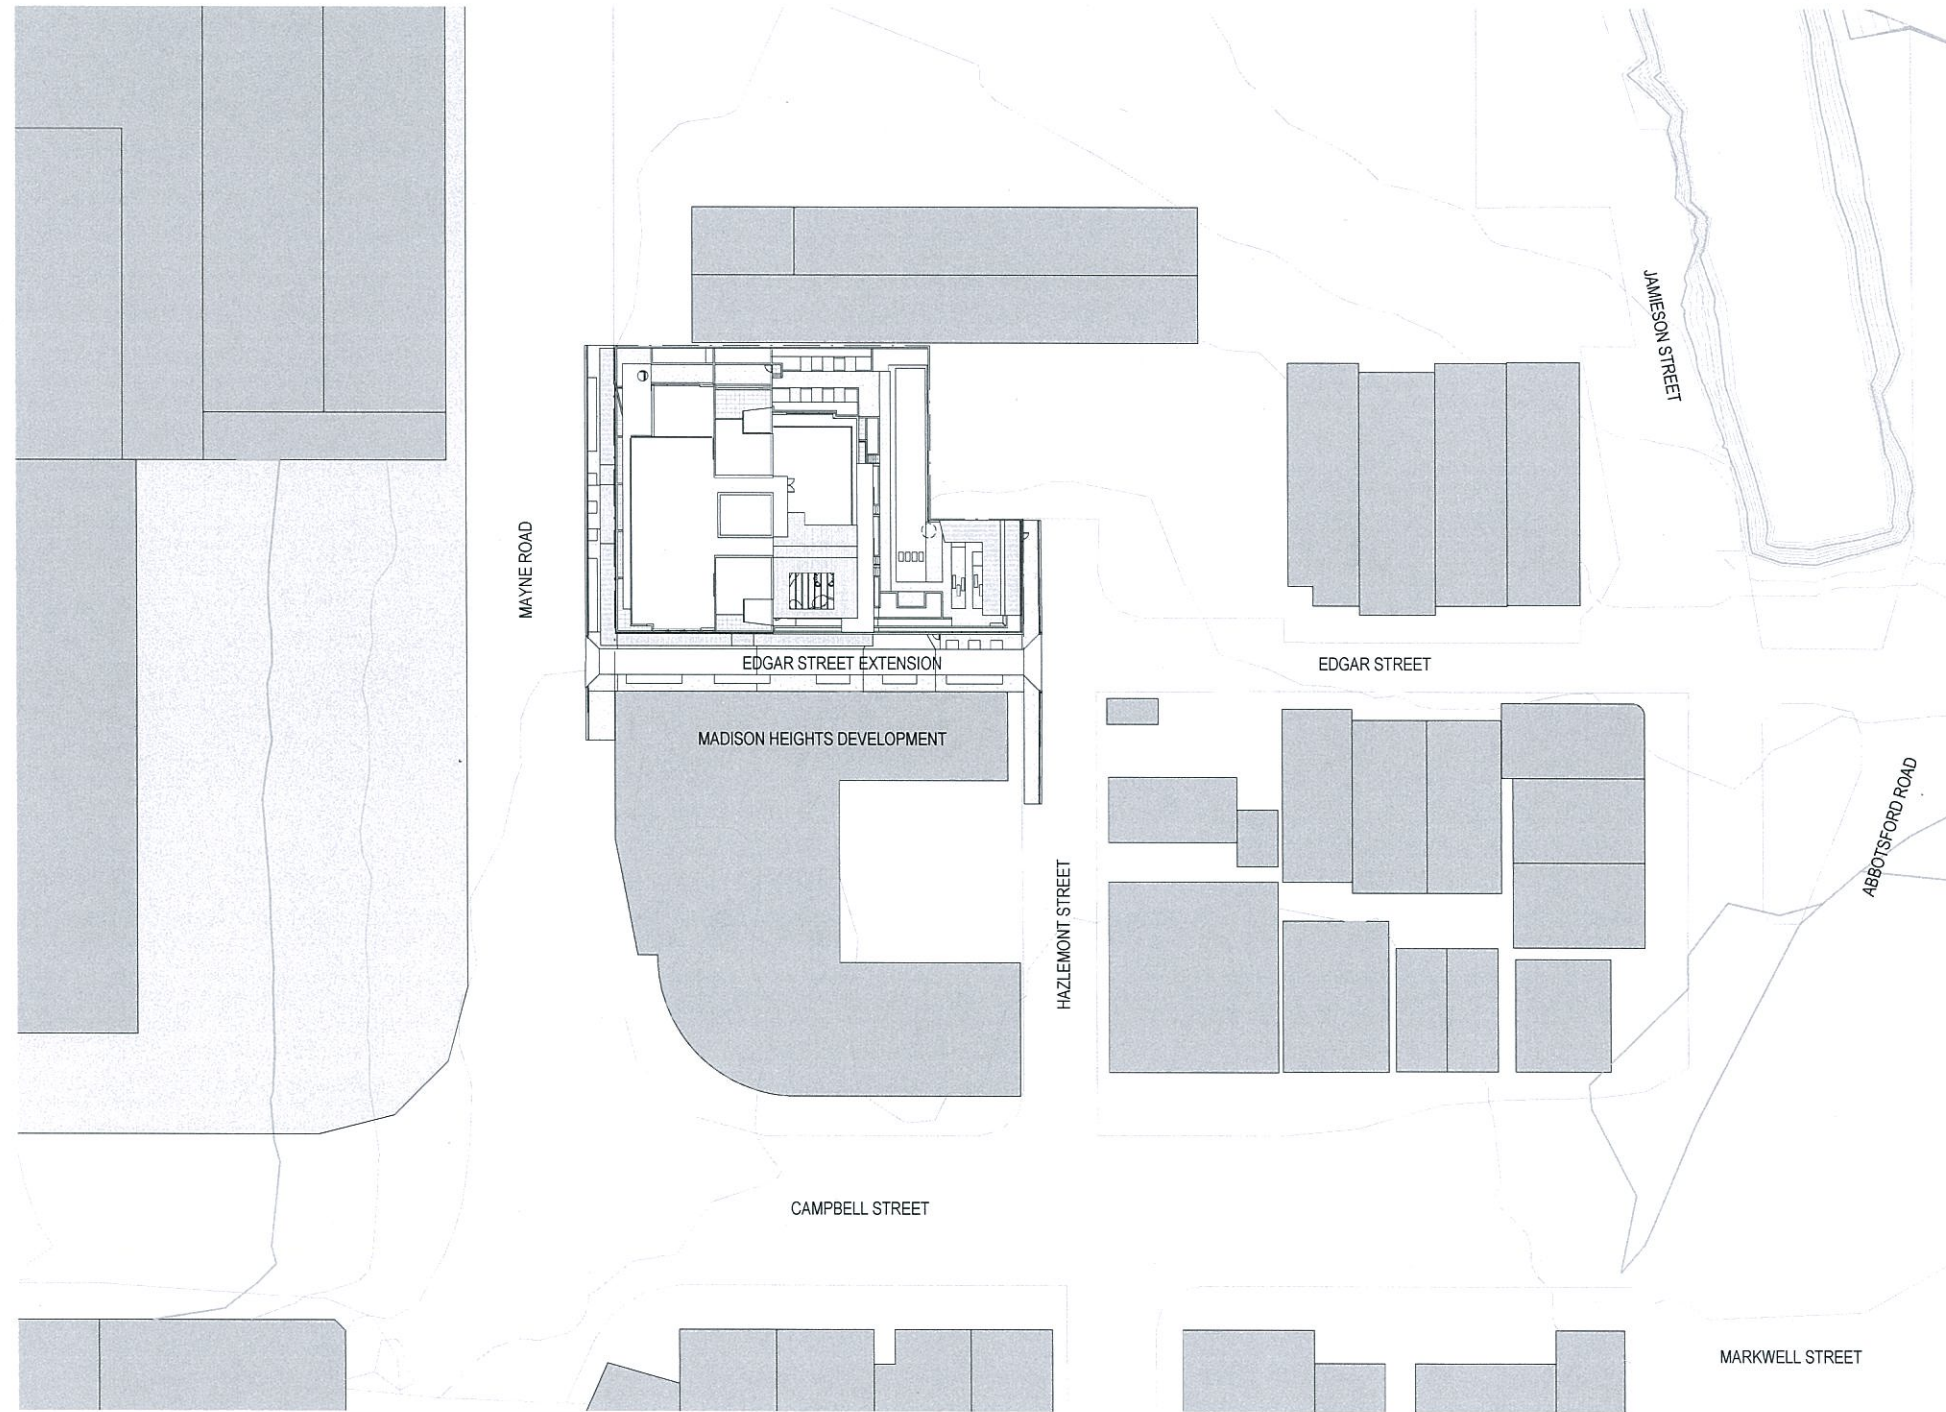 JAMIESON STREET
MAYNE ROAD
EDGAR STREET EXTENSION
EDGAR STREET
MADISON HEIGHTS DEVELOPMENT
ABBOTSFORD ROAD
HAZLEMONT STREET
CAMPBELL STREET
MARKWELL STREET